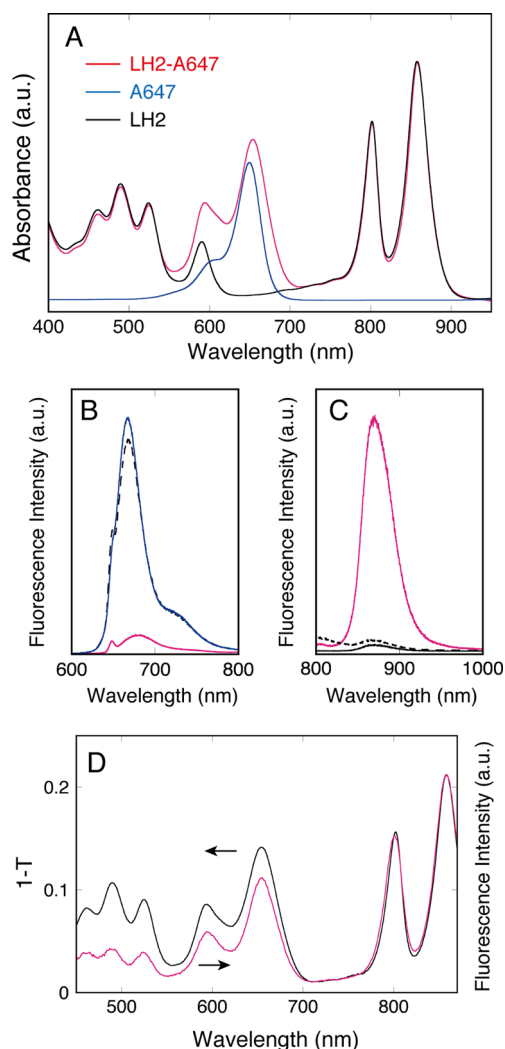 A
LH2-A647
A647
LH2
Absorbance (a.u.)
400 500 600 700 800 900
Wavelength (nm)
B
Fluorescence Intensity (a.u.)
600 700 800
Wavelength (nm)
C
Fluorescence Intensity (a.u.)
800 900 1000
Wavelength (nm)
D
0.2
0.1
0
1-T
Fluorescence Intensity (a.u.)
500 600 700 800
Wavelength (nm)